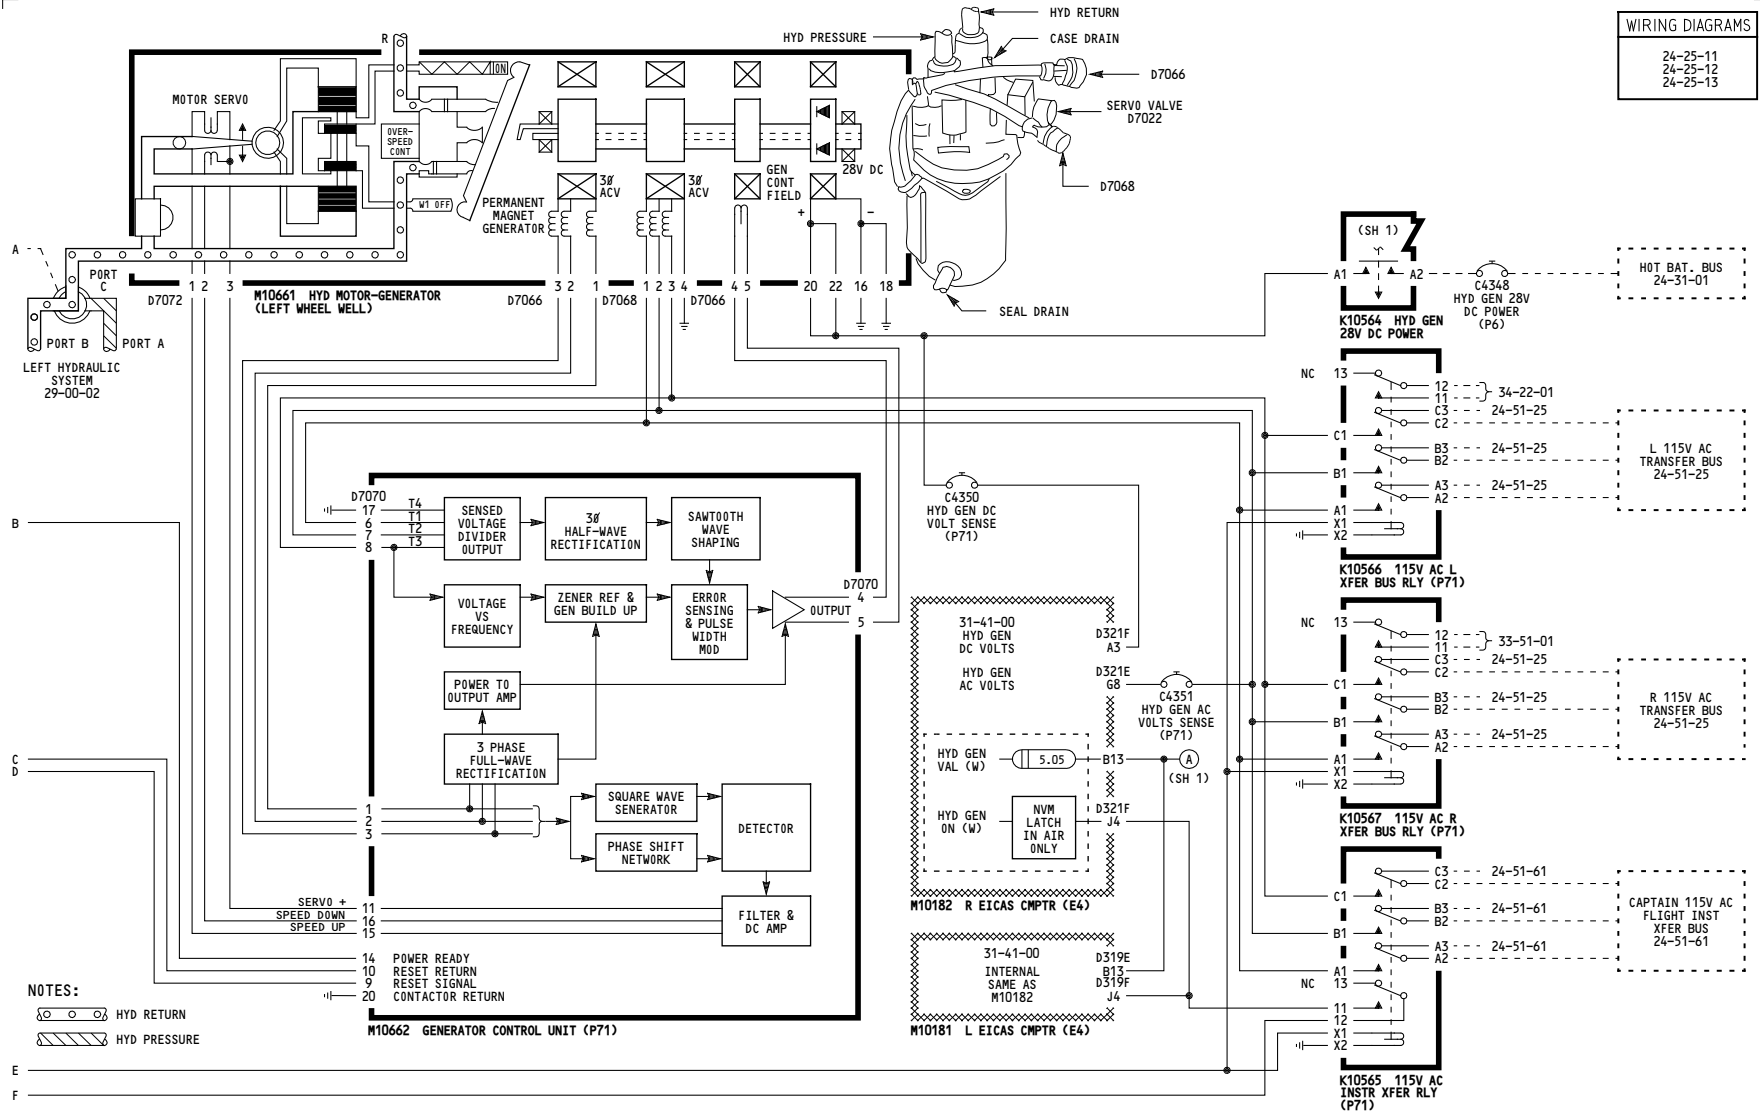 HYD RETURN
HYD PRESSURE
CASE DRAIN
D7066
SERVO VALVE
D7022
D7068
SEAL DRAIN
WIRING DIAGRAMS
24-25-11
24-25-12
24-25-13
R
ON
MOTOR SERVO
OVER-
SPEED
CONT
W1 OFF
PERMANENT
MAGNET
GENERATOR
3Ø
ACV
3Ø
ACV
GEN
CONT
FIELD
28V DC
+
-
A
PORT
C
PORT B
PORT A
LEFT HYDRAULIC
SYSTEM
29-00-02
1 2 3
D7072
M10661 HYD MOTOR-GENERATOR
(LEFT WHEEL WELL)
D7066
3 2 1
D7068
1 2 3 4
D7066
4 5
20 22 16 18
(SH 1)
A1
A2
C4348
HYD GEN 28V
DC POWER
(P6)
HOT BAT. BUS
24-31-01
K10564 HYD GEN
28V DC POWER
NC 13
12
11
34-22-01
C3 24-51-25
C2
C1
B3 24-51-25
B2
B1
A3 24-51-25
A2
A1
X1
X2
L 115V AC
TRANSFER BUS
24-51-25
K10566 115V AC L
XFER BUS RLY (P71)
NC 13
12
11
33-51-01
C3 24-51-25
C2
C1
B3 24-51-25
B2
B1
A3 24-51-25
A2
A1
X1
X2
R 115V AC
TRANSFER BUS
24-51-25
K10567 115V AC R
XFER BUS RLY (P71)
C3 24-51-61
C2
C1
B3 24-51-61
B2
B1
A3 24-51-61
A2
A1
NC 13
11
12
X1
X2
CAPTAIN 115V AC
FLIGHT INST
XFER BUS
24-51-61
K10565 115V AC
INSTR XFER RLY
(P71)
B
C
D
E
F
D7070
17 T4
6 T1
7 T2
8 T3
SENSED
VOLTAGE
DIVIDER
OUTPUT
3Ø
HALF-WAVE
RECTIFICATION
SAWTOOTH
WAVE
SHAPING
VOLTAGE
VS
FREQUENCY
ZENER REF &
GEN BUILD UP
ERROR
SENSING
& PULSE
WIDTH
MOD
OUTPUT
D7070
4
5
POWER TO
OUTPUT AMP
3 PHASE
FULL-WAVE
RECTIFICATION
1
2
3
SQUARE WAVE
SENERATOR
PHASE SHIFT
NETWORK
DETECTOR
FILTER &
DC AMP
SERVO + 11
SPEED DOWN 16
SPEED UP 15
14 POWER READY
10 RESET RETURN
9 RESET SIGNAL
20 CONTACTOR RETURN
M10662 GENERATOR CONTROL UNIT (P71)
C4350
HYD GEN DC
VOLT SENSE
(P71)
31-41-00
HYD GEN
DC VOLTS
D321F
A3
HYD GEN
AC VOLTS
D321E
G8
C4351
HYD GEN AC
VOLTS SENSE
(P71)
HYD GEN
VAL (W)
5.05
B13
A
(SH 1)
HYD GEN
ON (W)
NVM
LATCH
IN AIR
ONLY
D321F
J4
M10182 R EICAS CMPTR (E4)
31-41-00
INTERNAL
SAME AS
M10182
D319E
B13
D319F
J4
M10181 L EICAS CMPTR (E4)
NOTES:
HYD RETURN
HYD PRESSURE